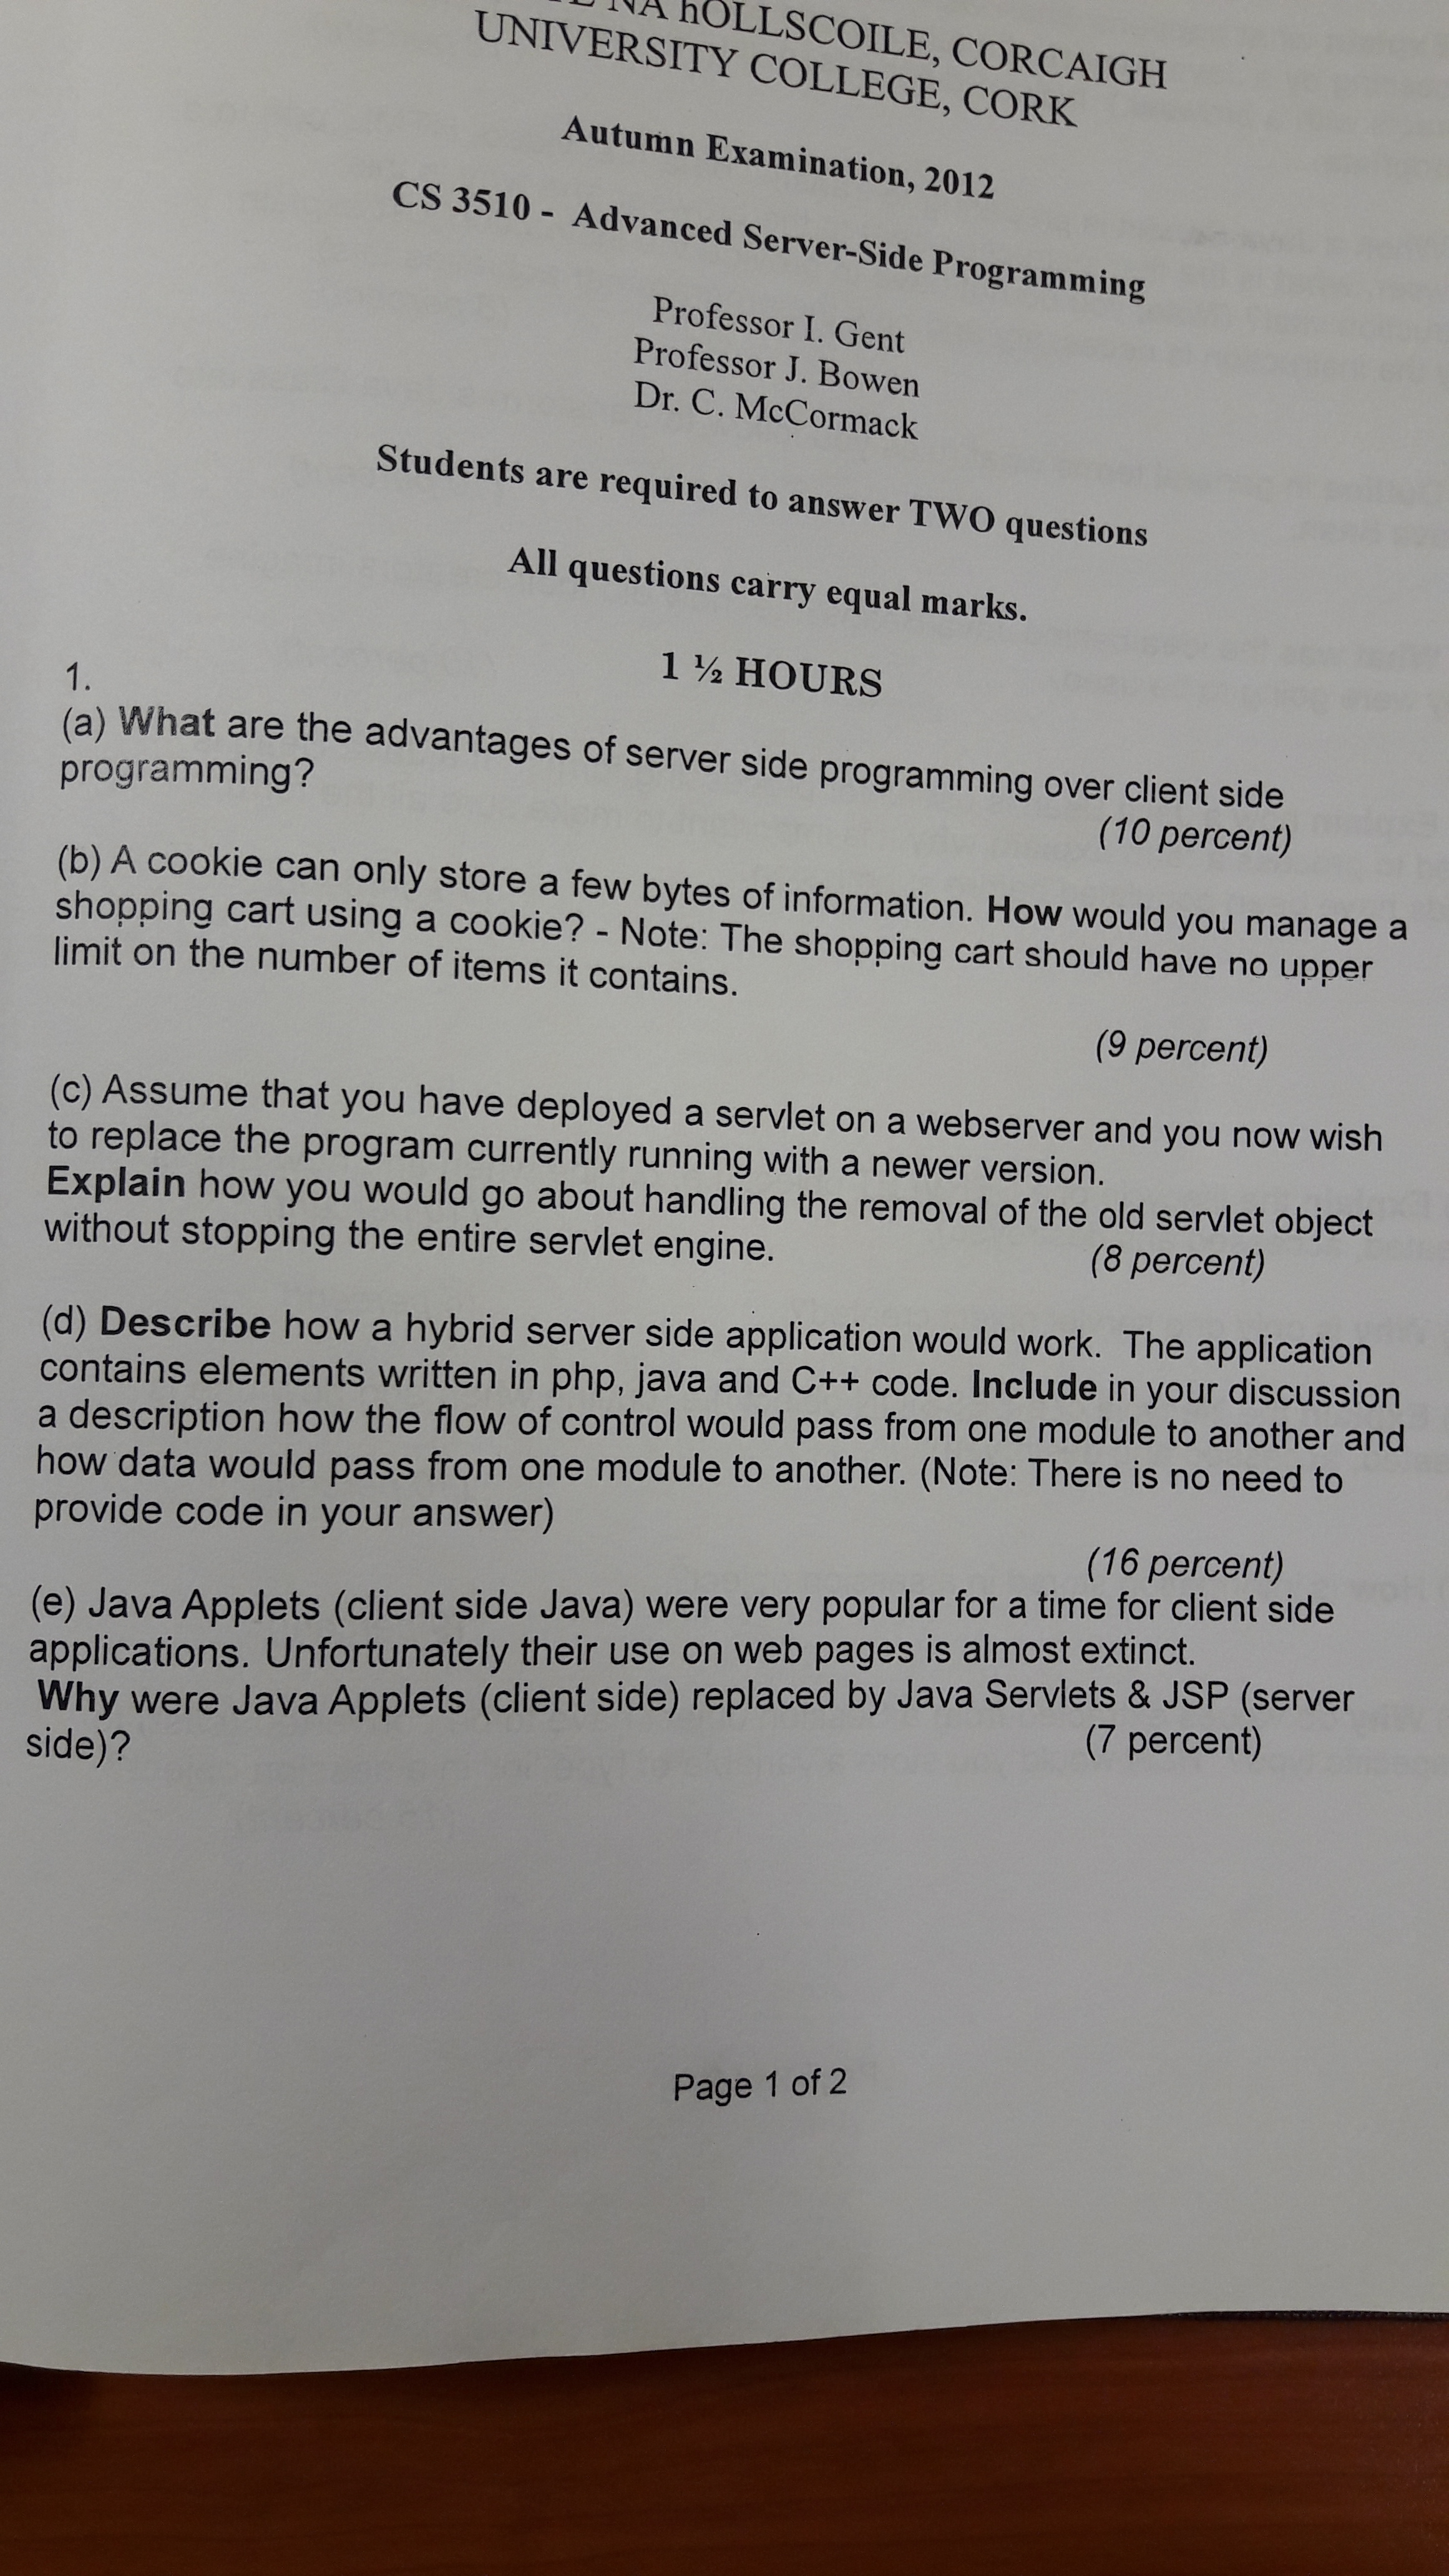 NA hOLLSCOILE, CORCAIGH
UNIVERSITY COLLEGE, CORK
Autumn Examination, 2012
CS 3510 - Advanced Server-Side Programming
Professor I. Gent
Professor J. Bowen
Dr. C. McCormack
Students are required to answer TWO questions
All questions carry equal marks.
1 ½ HOURS
1.
(a) What are the advantages of server side programming over client side
programming?
(10 percent)
(b) A cookie can only store a few bytes of information. How would you manage a
shopping cart using a cookie? - Note: The shopping cart should have no upper
limit on the number of items it contains.
(9 percent)
(c) Assume that you have deployed a servlet on a webserver and you now wish
to replace the program currently running with a newer version.
Explain how you would go about handling the removal of the old servlet object
without stopping the entire servlet engine. (8 percent)
(d) Describe how a hybrid server side application would work. The application
contains elements written in php, java and C++ code. Include in your discussion
a description how the flow of control would pass from one module to another and
how data would pass from one module to another. (Note: There is no need to
provide code in your answer)
(16 percent)
(e) Java Applets (client side Java) were very popular for a time for client side
applications. Unfortunately their use on web pages is almost extinct.
Why were Java Applets (client side) replaced by Java Servlets & JSP (server
side)? (7 percent)
Page 1 of 2